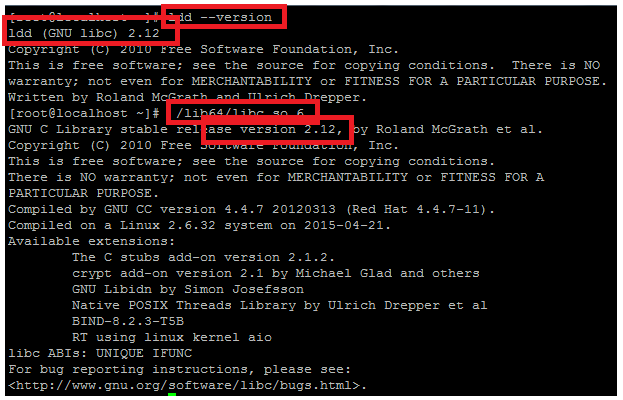 [root@localhost ~]# ldd --version
ldd (GNU libc) 2.12
Copyright (C) 2010 Free Software Foundation, Inc.
This is free software; see the source for copying conditions.  There is NO
warranty; not even for MERCHANTABILITY or FITNESS FOR A PARTICULAR PURPOSE.
Written by Roland McGrath and Ulrich Drepper.
[root@localhost ~]#  /lib64/libc.so.6
GNU C Library stable release version 2.12, by Roland McGrath et al.
Copyright (C) 2010 Free Software Foundation, Inc.
This is free software; see the source for copying conditions.
There is NO warranty; not even for MERCHANTABILITY or FITNESS FOR A
PARTICULAR PURPOSE.
Compiled by GNU CC version 4.4.7 20120313 (Red Hat 4.4.7-11).
Compiled on a Linux 2.6.32 system on 2015-04-21.
Available extensions:
        The C stubs add-on version 2.1.2.
        crypt add-on version 2.1 by Michael Glad and others
        GNU Libidn by Simon Josefsson
        Native POSIX Threads Library by Ulrich Drepper et al
        BIND-8.2.3-T5B
        RT using linux kernel aio
libc ABIs: UNIQUE IFUNC
For bug reporting instructions, please see:
<http://www.gnu.org/software/libc/bugs.html>.